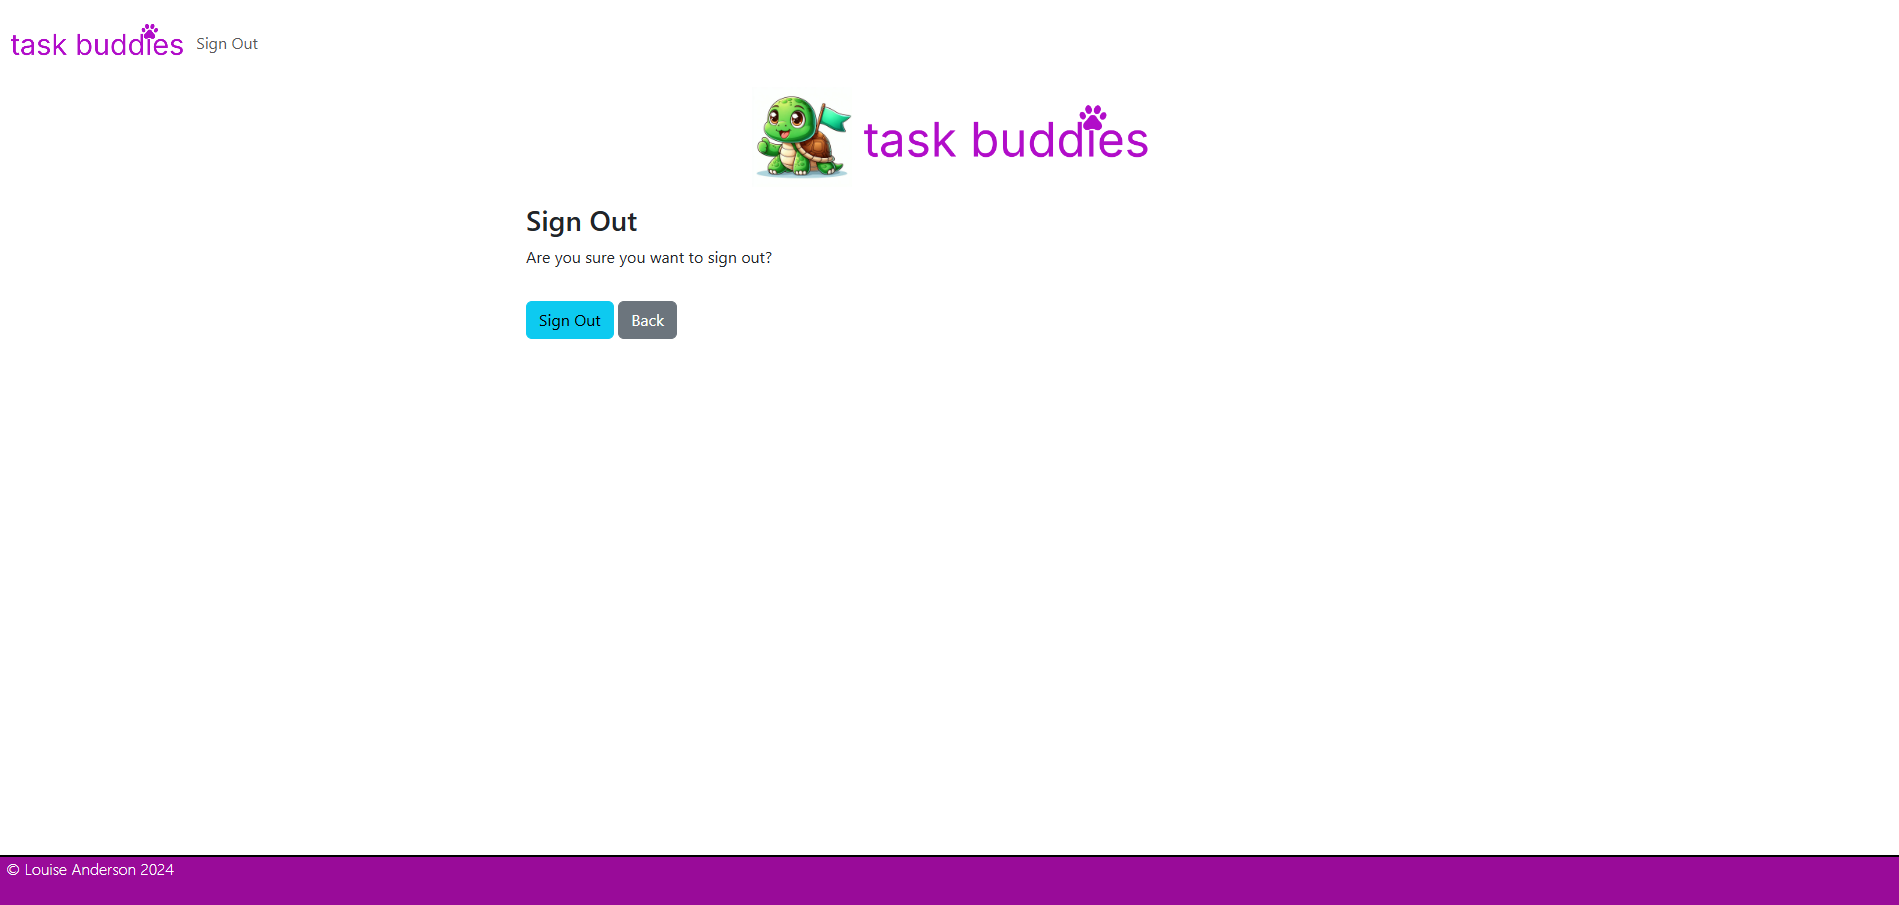 task buddies Sign Out
task buddies
Sign Out
Are you sure you want to sign out?
Sign Out Back
© Louise Anderson 2024